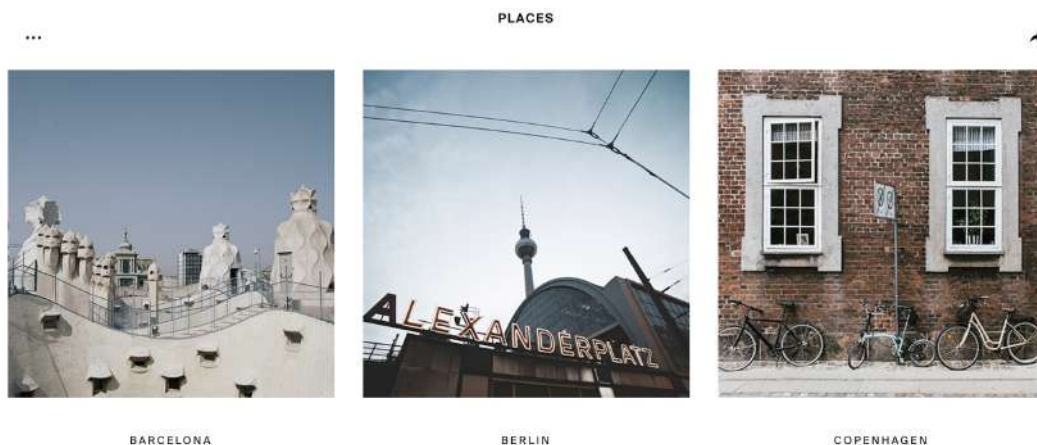 PLACES
...
ALEXANDERPLATZ
BARCELONA
BERLIN
COPENHAGEN